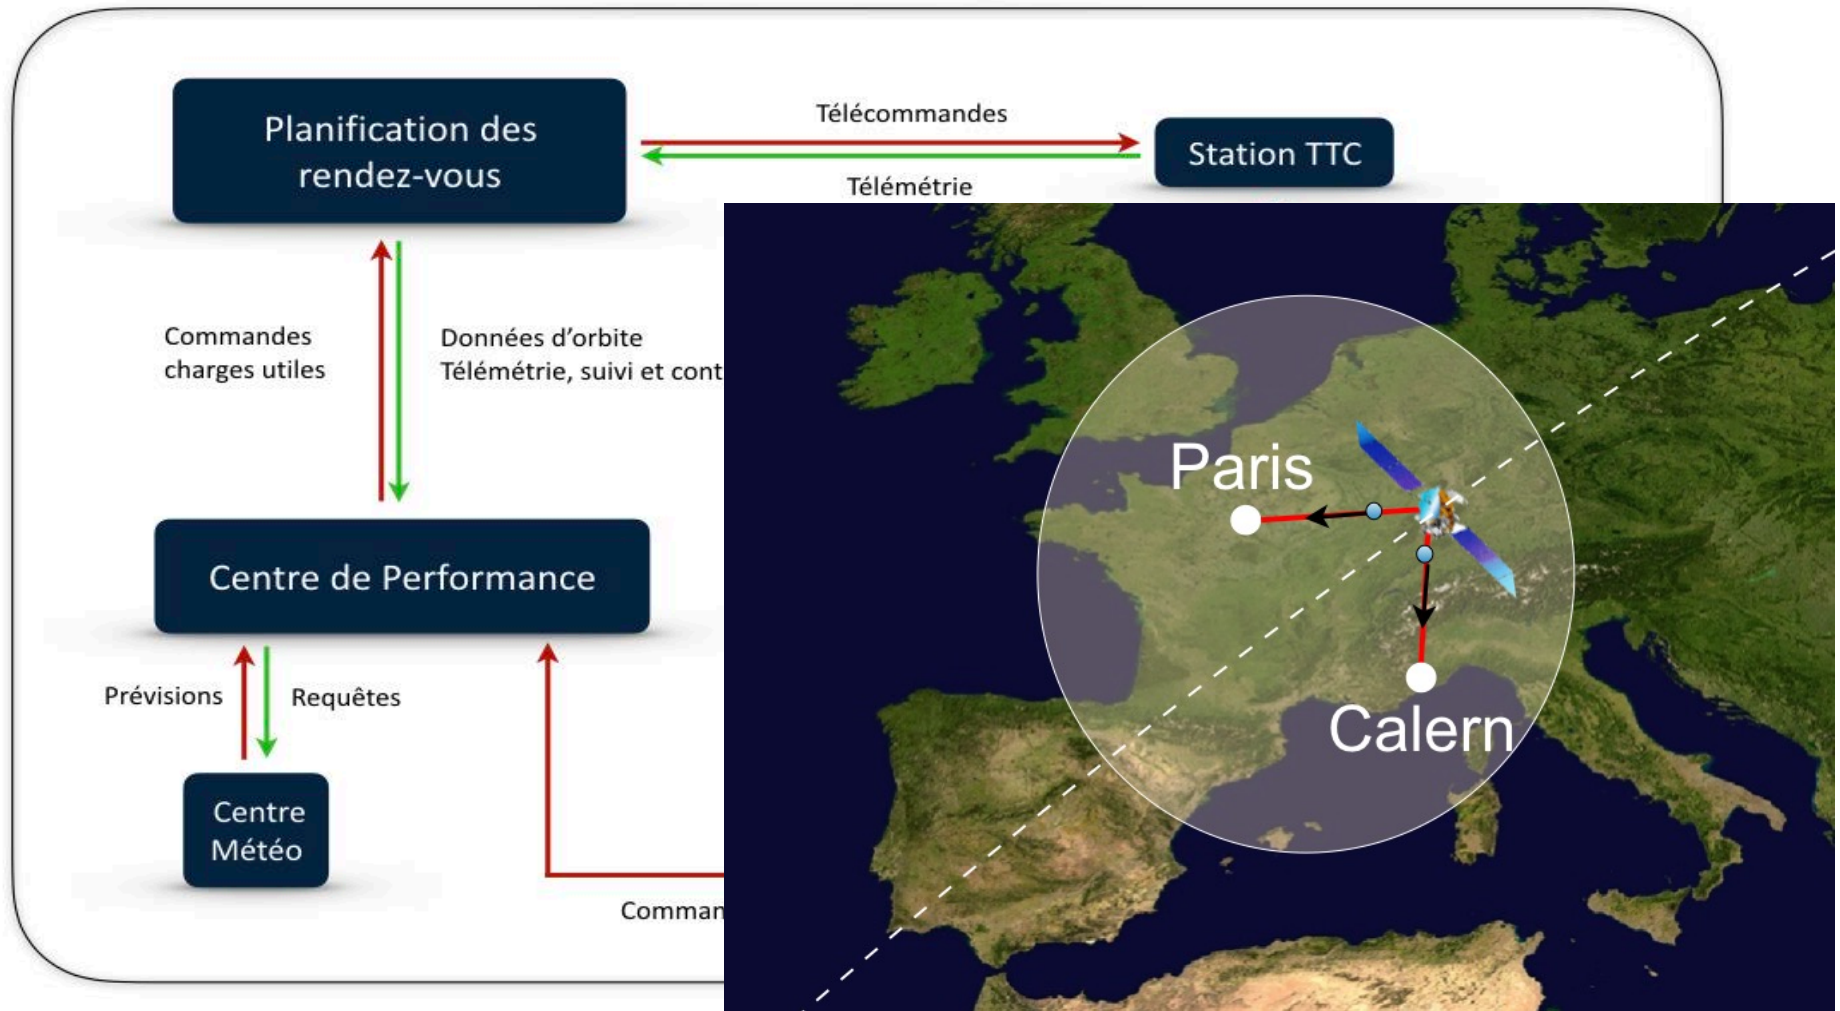 Planification des
rendez-vous
Télécommandes
Station TTC
Télémétrie
Commandes
charges utiles
Données d'orbite
Télémétrie, suivi et cont
Paris
Centre de Performance
Prévisions
Requêtes
Calern
Centre
Météo
Comman